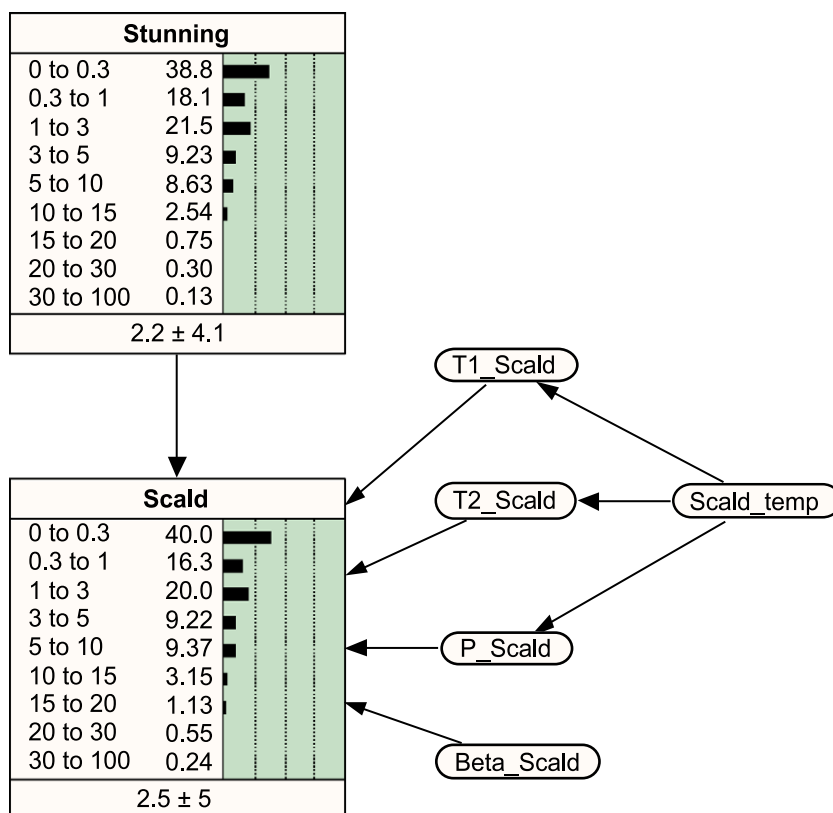 Stunning
0 to 0.3 38.8
0.3 to 1 18.1
1 to 3 21.5
3 to 5 9.23
5 to 10 8.63
10 to 15 2.54
15 to 20 0.75
20 to 30 0.30
30 to 100 0.13
2.2 ± 4.1
T1_Scald
Scald
T2_Scald
Scald_temp
0 to 0.3 40.0
0.3 to 1 16.3
1 to 3 20.0
3 to 5 9.22
5 to 10 9.37
P_Scald
10 to 15 3.15
15 to 20 1.13
20 to 30 0.55
30 to 100 0.24
Beta_Scald
2.5 ± 5